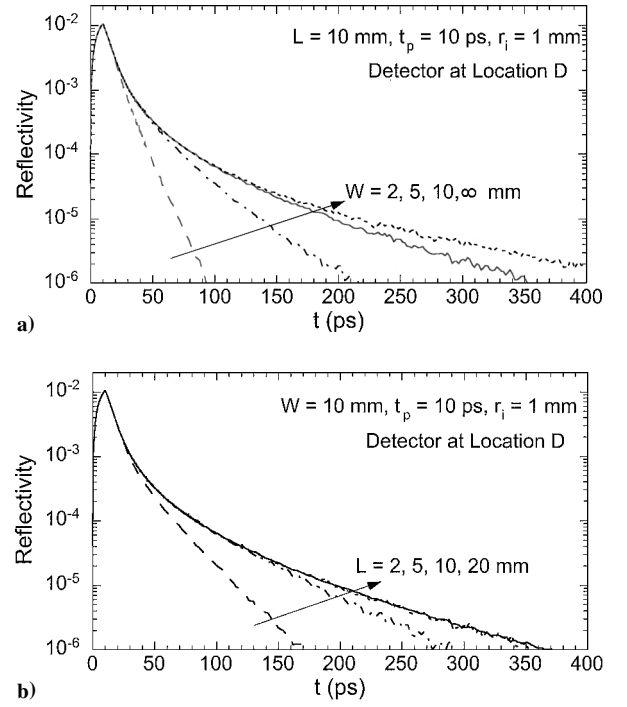 10^-2
L = 10 mm, t_p = 10 ps, r_i = 1 mm
Detector at Location D
10^-3
Reflectivity
10^-4
W = 2, 5, 10, ∞ mm
10^-5
10^-6
0 50 100 150 200 250 300 350 400
t (ps)
a)
10^-2
W = 10 mm, t_p = 10 ps, r_i = 1 mm
Detector at Location D
10^-3
Reflectivity
10^-4
L = 2, 5, 10, 20 mm
10^-5
10^-6
0 50 100 150 200 250 300 350 400
t (ps)
b)